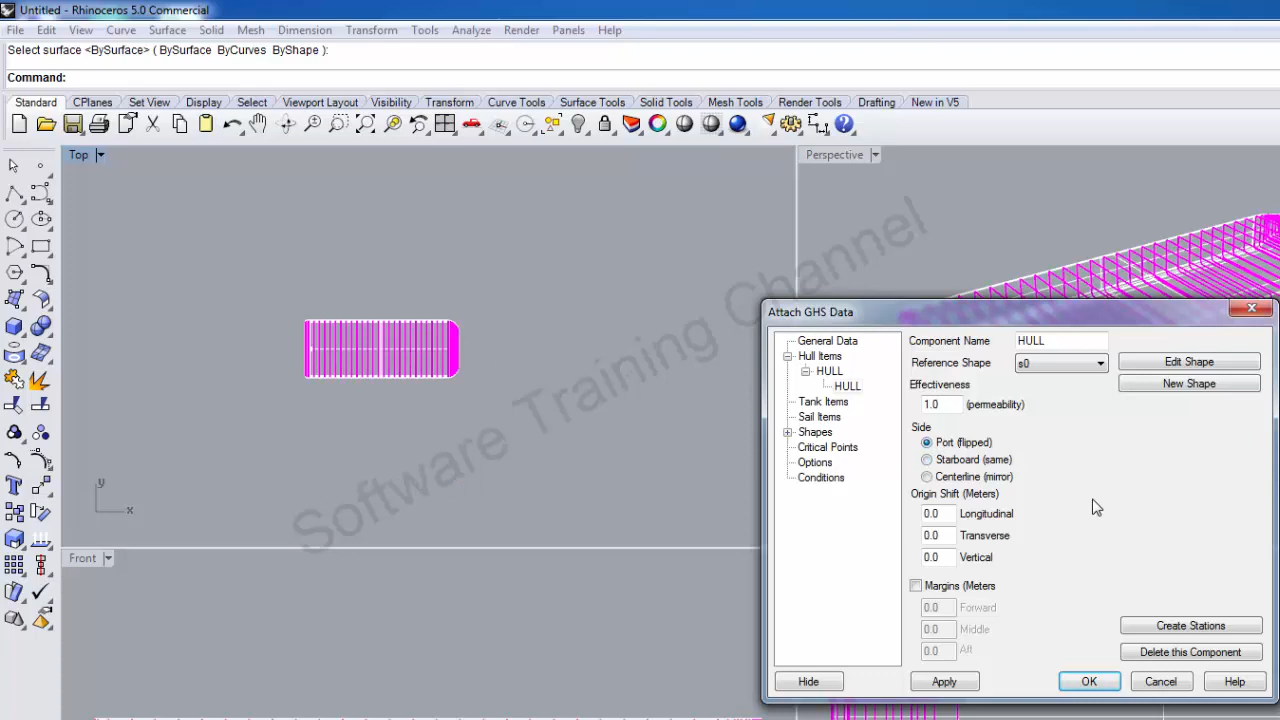 Untitled - Rhinoceros 5.0 Commercial
File Edit View Curve Surface Solid Mesh Dimension Transform Tools Analyze Render Panels Help
Select surface <BySurface> ( BySurface ByCurves ByShape ):
Command:
Standard CPlanes Set View Display Select Viewport Layout Visibility Transform Curve Tools Surface Tools Solid Tools Mesh Tools Render Tools Drafting New in V5
Top
Perspective
y
x
Front
Software Training Channel
Attach GHS Data
General Data
Hull Items
HULL
HULL
Tank Items
Sail Items
Shapes
Critical Points
Options
Conditions
Component Name HULL
Reference Shape s0 Edit Shape
New Shape
Effectiveness
1.0 (permeability)
Side
Port (flipped)
Starboard (same)
Centerline (mirror)
Origin Shift (Meters)
0.0 Longitudinal
0.0 Transverse
0.0 Vertical
Margins (Meters
0.0 Forward
0.0 Middle
0.0 Aft
Create Stations
Delete this Component
Hide Apply OK Cancel Help